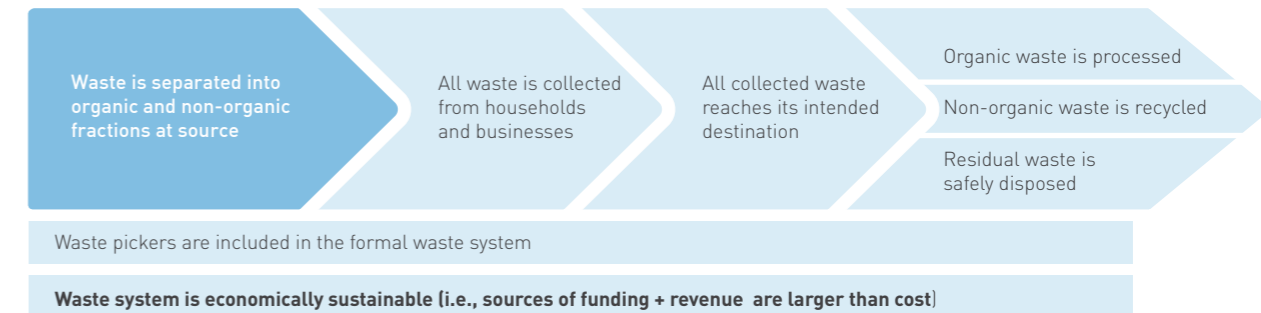 Waste is separated into
organic and non-organic
fractions at source
All waste is collected
from households
and businesses
All collected waste
reaches its intended
destination
Organic waste is processed
Non-organic waste is recycled
Residual waste is
safely disposed
Waste pickers are included in the formal waste system
Waste system is economically sustainable (i.e., sources of funding + revenue are larger than cost)